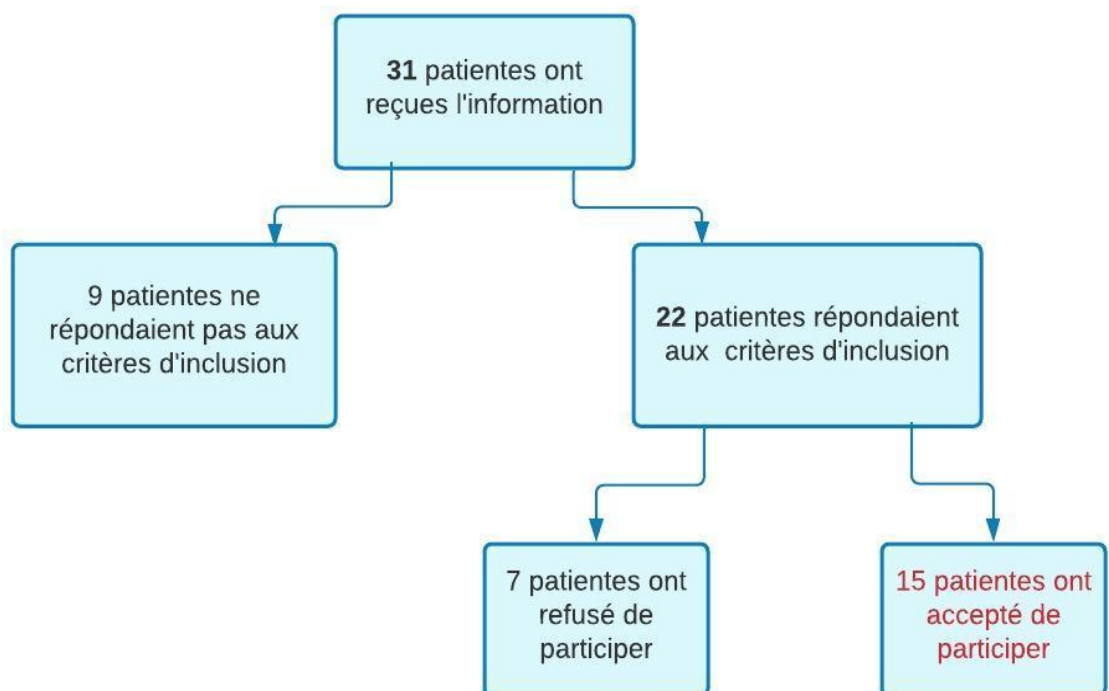 31 patientes ont
reçues l'information
9 patientes ne
répondaient pas aux
critères d'inclusion
22 patientes répondaient
aux critères d'inclusion
7 patientes ont
refusé de
participer
15 patientes ont
accepté de
participer